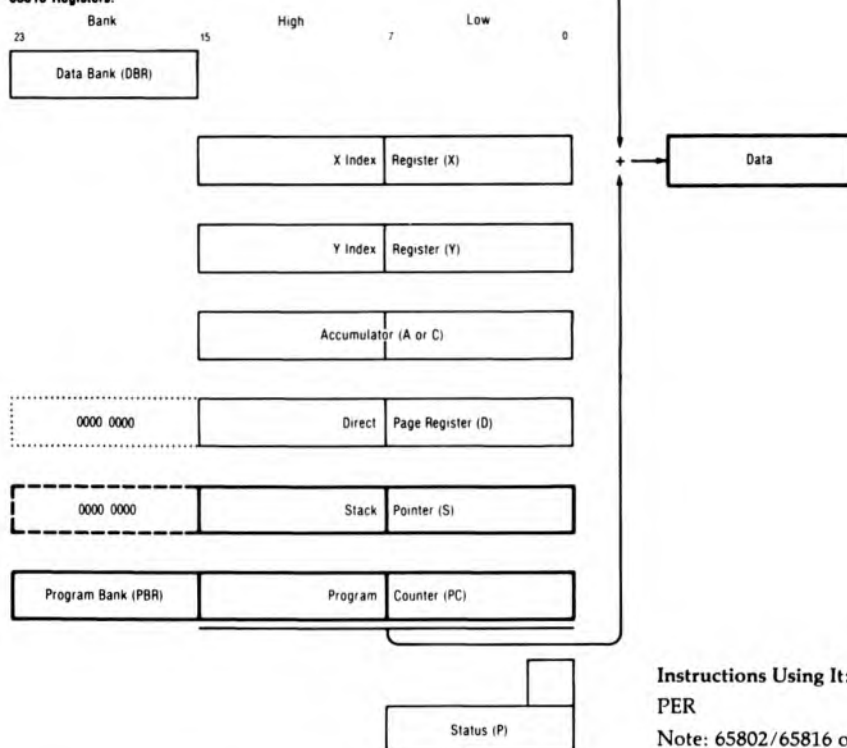 Registers:
Bank High Low
23 15 7 0
Data Bank (DBR)
X Index Register (X)
+ Data
Y Index Register (Y)
Accumulator (A or C)
0000 0000 Direct Page Register (D)
0000 0000 Stack Pointer (S)
Program Bank (PBR) Program Counter (PC)
Instructions Using It:
PER
Status (P)
Note: 65802/65816 o